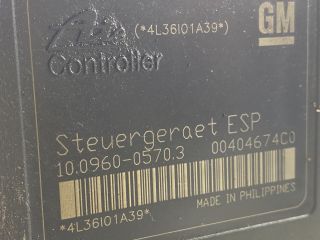 (*4L36I01A39*)
GM
Controller
Steuergeraet ESP
10.0960-0570.3 00404674C0
MADE IN PHILIPPINES
*4L36I01A39*